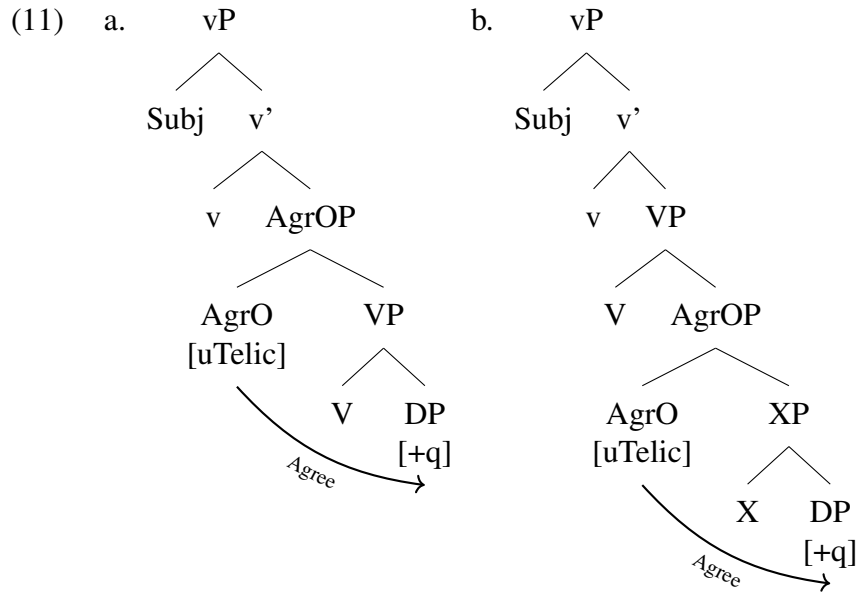 (11) a. vP b. vP
Subj v’ Subj v’
v AgrOP v VP
AgrO VP V AgrOP
[uTelic]
V DP AgrO XP
[+q] [uTelic]
Agree
X DP
[+q]
Agree